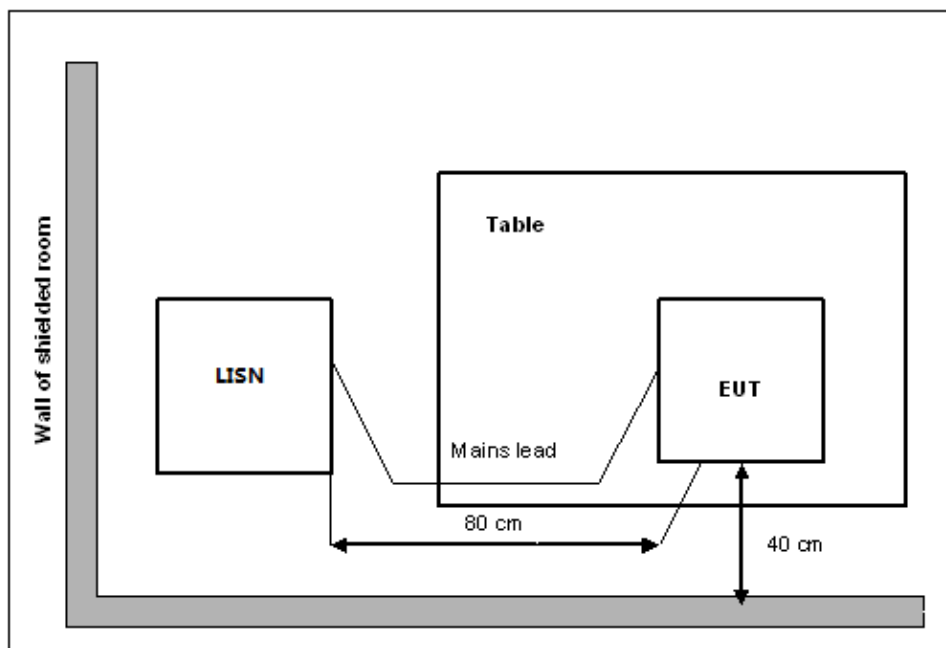 Wall of shielded room
Table
LISN
EUT
Mains lead
80 cm
40 cm